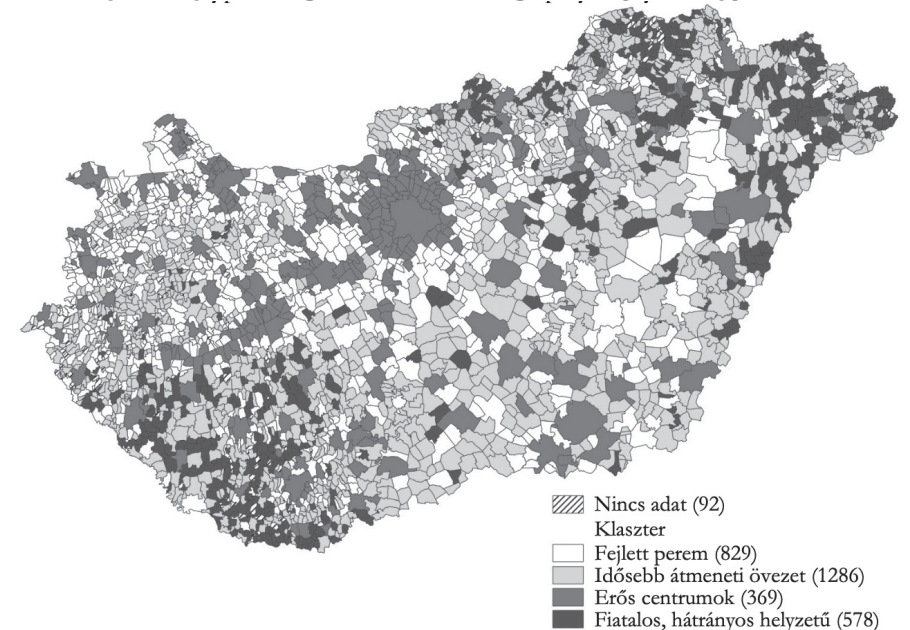 Nincs adat (92)
Klaszter
Fejlett perem (829)
Idősebb átmeneti övezet (1286)
Erős centrumok (369)
Fiatalos, hátrányos helyzetű (578)